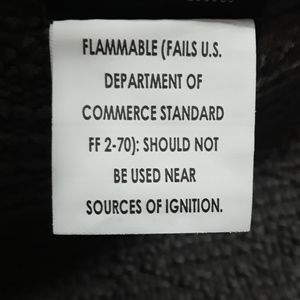 FLAMMABLE (FAILS U.S.
DEPARTMENT OF
COMMERCE STANDARD
FF 2-70): SHOULD NOT
BE USED NEAR
SOURCES OF IGNITION.